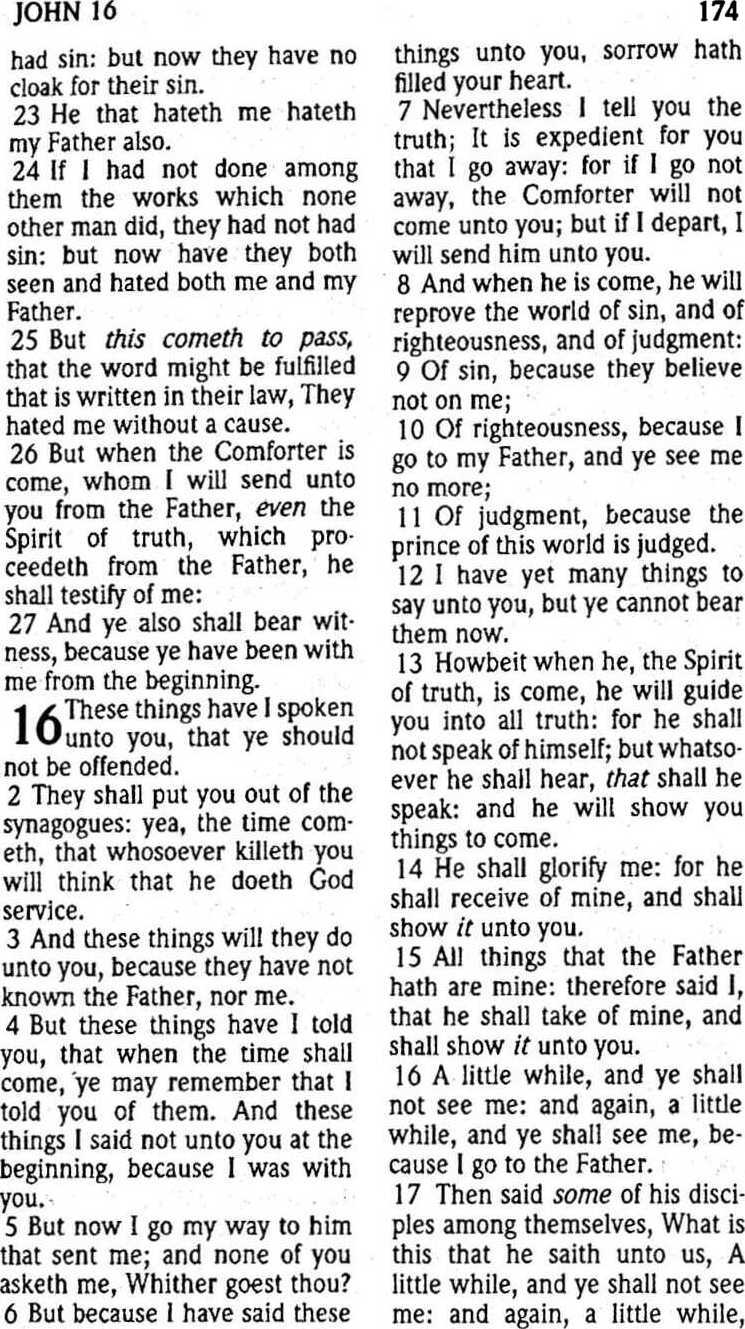 JOHN 16
174
had sin: but now they have no
cloak for their sin.
23 He that hateth me hateth
my Father also.
24 If I had not done among
them the works which none
other man did, they had not had
sin: but now have they both
seen and hated both me and my
Father.
25 But this cometh to pass,
that the word might be fulfilled
that is written in their law, They
hated me without a cause.
26 But when the Comforter is
come, whom I will send unto
you from the Father, even the
Spirit of truth, which pro-
ceedeth from the Father, he
shall testify of me:
27 And ye also shall bear wit-
ness, because ye have been with
me from the beginning.
16 These things have I spoken
unto you, that ye should
not be offended.
2 They shall put you out of the
synagogues: yea, the time com-
eth, that whosoever killeth you
will think that he doeth God
service.
3 And these things will they do
unto you, because they have not
known the Father, nor me.
4 But these things have I told
you, that when the time shall
come, ye may remember that I
told you of them. And these
things I said not unto you at the
beginning, because I was with
you.
5 But now I go my way to him
that sent me; and none of you
asketh me, Whither goest thou?
6 But because I have said these
things unto you, sorrow hath
filled your heart.
7 Nevertheless I tell you the
truth; It is expedient for you
that I go away: for if I go not
away, the Comforter will not
come unto you; but if I depart, I
will send him unto you.
8 And when he is come, he will
reprove the world of sin, and of
righteousness, and of judgment:
9 Of sin, because they believe
not on me;
10 Of righteousness, because I
go to my Father, and ye see me
no more;
11 Of judgment, because the
prince of this world is judged.
12 I have yet many things to
say unto you, but ye cannot bear
them now.
13 Howbeit when he, the Spirit
of truth, is come, he will guide
you into all truth: for he shall
not speak of himself; but whatso-
ever he shall hear, that shall he
speak: and he will show you
things to come.
14 He shall glorify me: for he
shall receive of mine, and shall
show it unto you.
15 All things that the Father
hath are mine: therefore said I,
that he shall take of mine, and
shall show it unto you.
16 A little while, and ye shall
not see me: and again, a little
while, and ye shall see me, be-
cause I go to the Father.
17 Then said some of his disci-
ples among themselves, What is
this that he saith unto us, A
little while, and ye shall not see
me: and again, a little while,